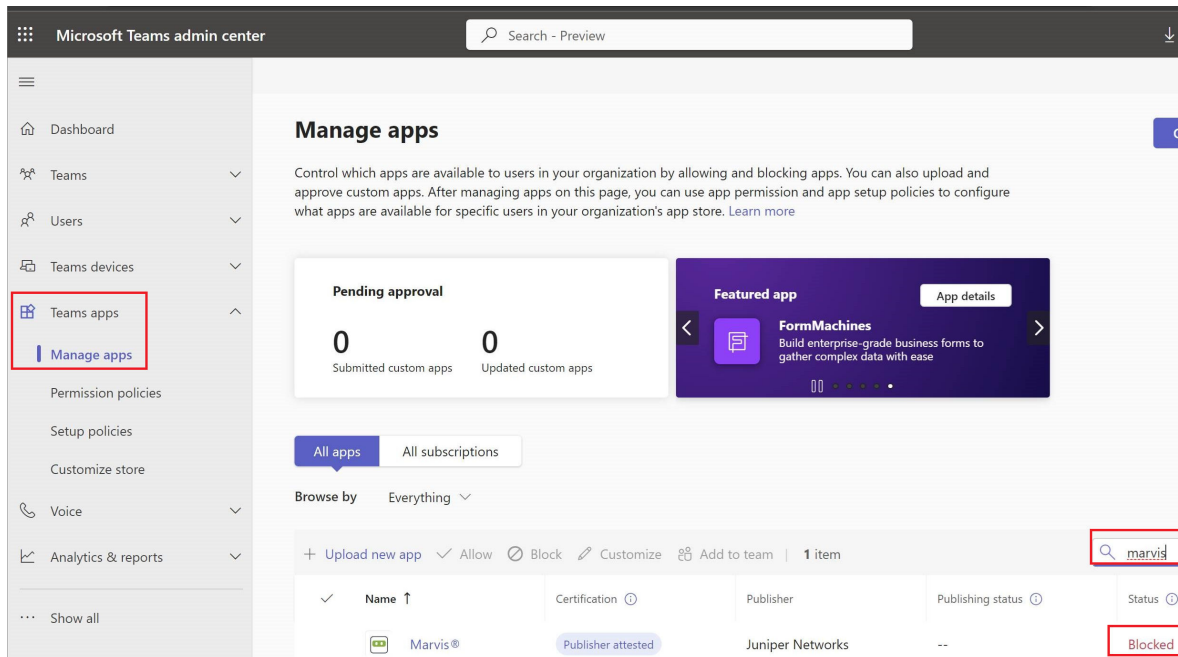 Microsoft Teams admin center
Search - Preview
Dashboard
Teams
Users
Teams devices
Teams apps
Manage apps
Permission policies
Setup policies
Customize store
Voice
Analytics & reports
Show all
Manage apps
Control which apps are available to users in your organization by allowing and blocking apps. You can also upload and
approve custom apps. After managing apps on this page, you can use app permission and app setup policies to configure
what apps are available for specific users in your organization's app store. Learn more
Pending approval
0 0
Submitted custom apps Updated custom apps
Featured app App details
FormMachines
Build enterprise-grade business forms to
gather complex data with ease
All apps All subscriptions
Browse by Everything
+ Upload new app Allow Block Customize Add to team | 1 item marvis
Name ↑ Certification Publisher Publishing status Status
Marvis® Publisher attested Juniper Networks -- Blocked